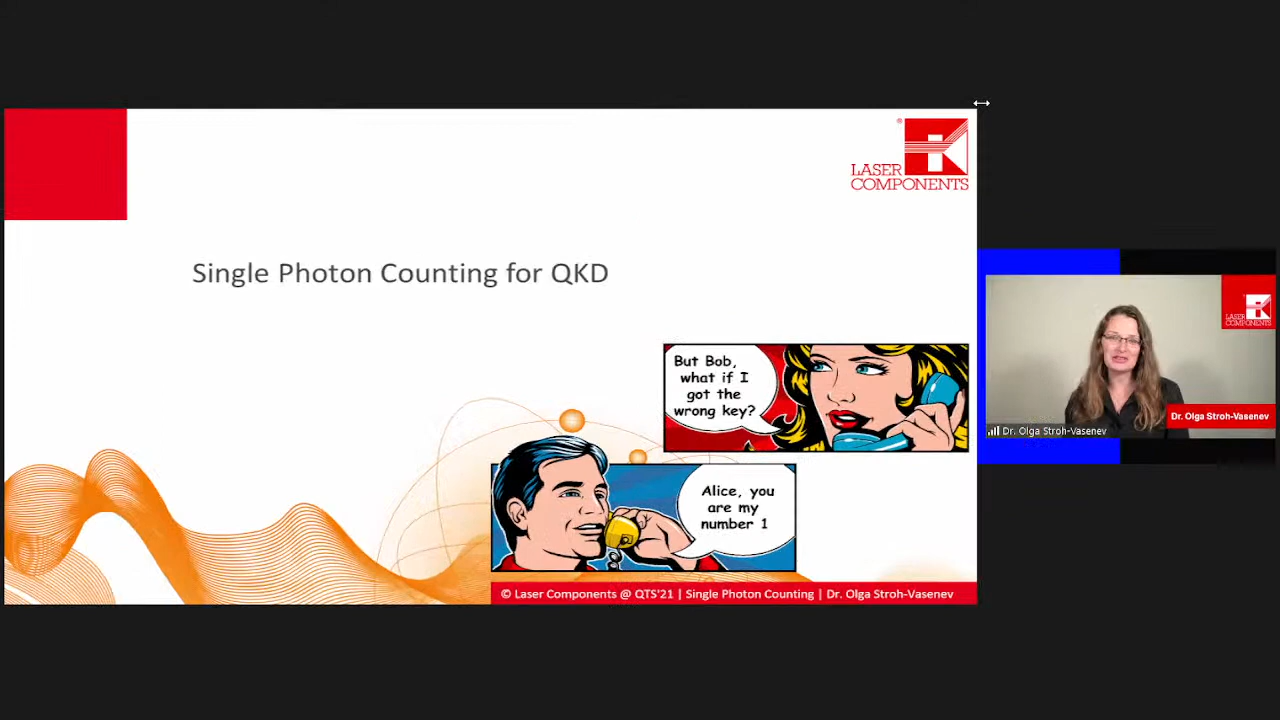 LASER
COMPONENTS
Single Photon Counting for QKD
But Bob,
what if I
got the
wrong key?
Alice, you
are my
number 1
© Laser Components @ QTS'21 | Single Photon Counting | Dr. Olga Stroh-Vasenev
LASER
COMPONENTS
Dr. Olga Stroh-Vasenev
Dr. Olga Stroh-Vasenev